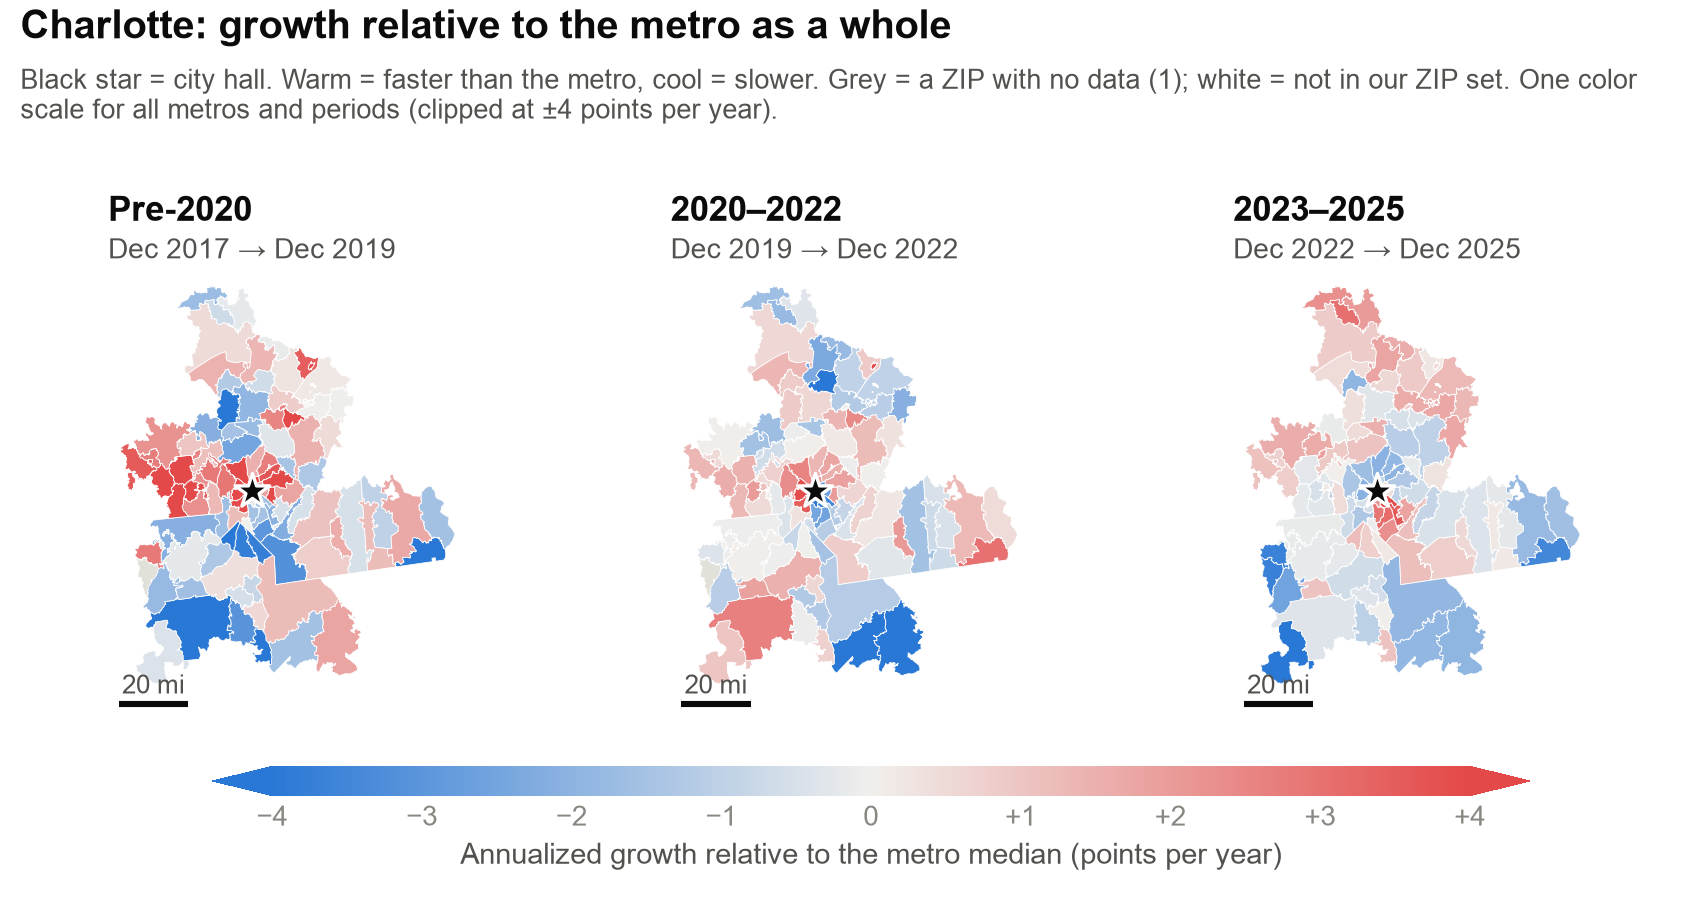 Charlotte: growth relative to the metro as a whole
Black star = city hall. Warm = faster than the metro, cool = slower. Grey = a ZIP with no data (1); white = not in our ZIP set. One color
scale for all metros and periods (clipped at ±4 points per year).
Pre-2020
Dec 2017 → Dec 2019
2020–2022
Dec 2019 → Dec 2022
2023–2025
Dec 2022 → Dec 2025
20 mi
20 mi
20 mi
−4 −3 −2 −1 0 +1 +2 +3 +4
Annualized growth relative to the metro median (points per year)